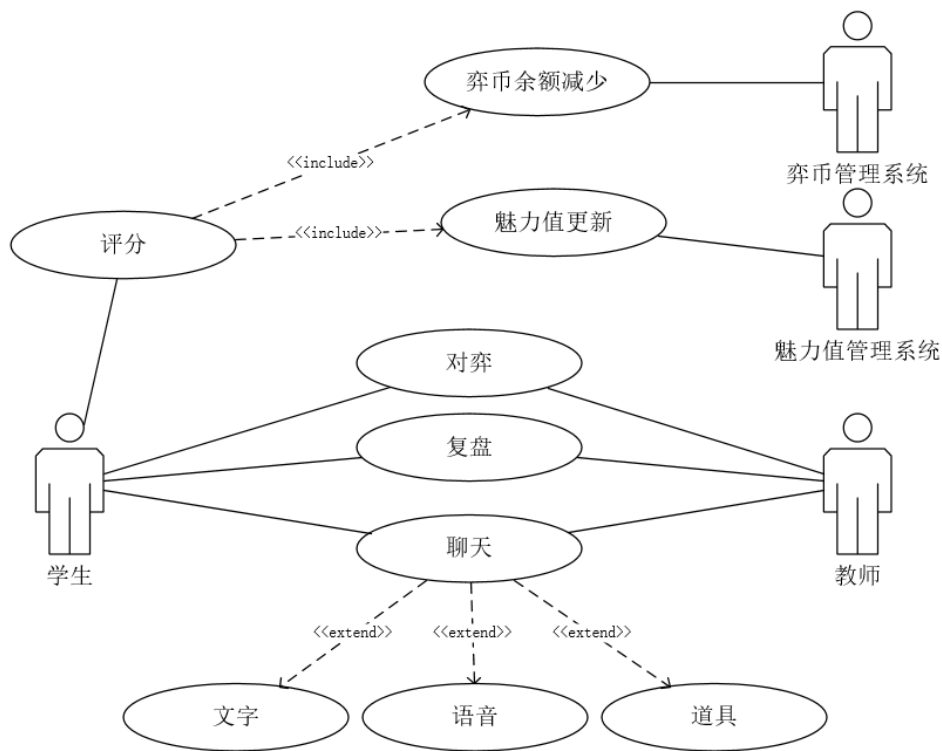 弈币余额减少
弈币管理系统
<<include>>
评分
<<include>>
魅力值更新
魅力值管理系统
对弈
复盘
聊天
学生
教师
<<extend>>
<<extend>>
<<extend>>
文字
语音
道具